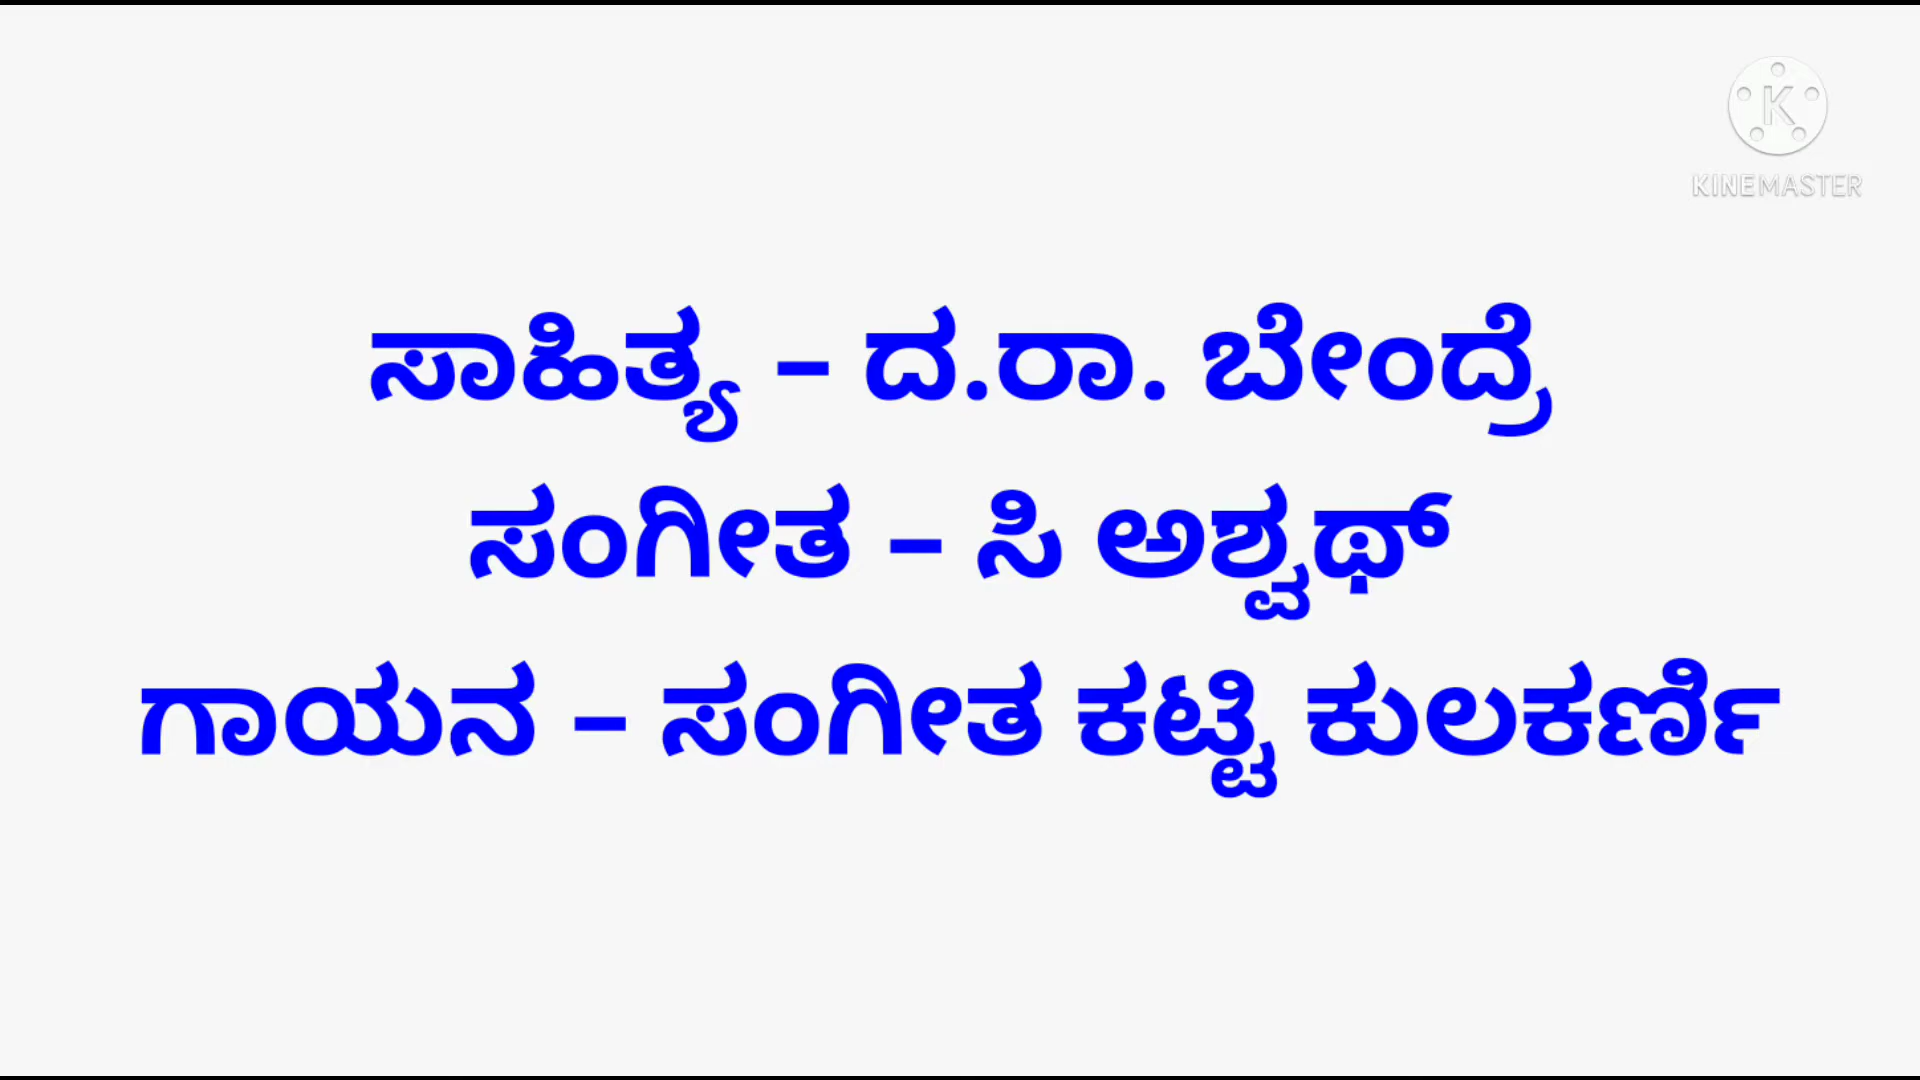 KINEMASTER
ಸಾಹಿತ್ಯ – ದ.ರಾ. ಬೇಂದ್ರೆ
ಸಂಗೀತ – ಸಿ ಅಶ್ವಥ್
ಗಾಯನ – ಸಂಗೀತ ಕಟ್ಟಿ ಕುಲಕರ್ಣಿ